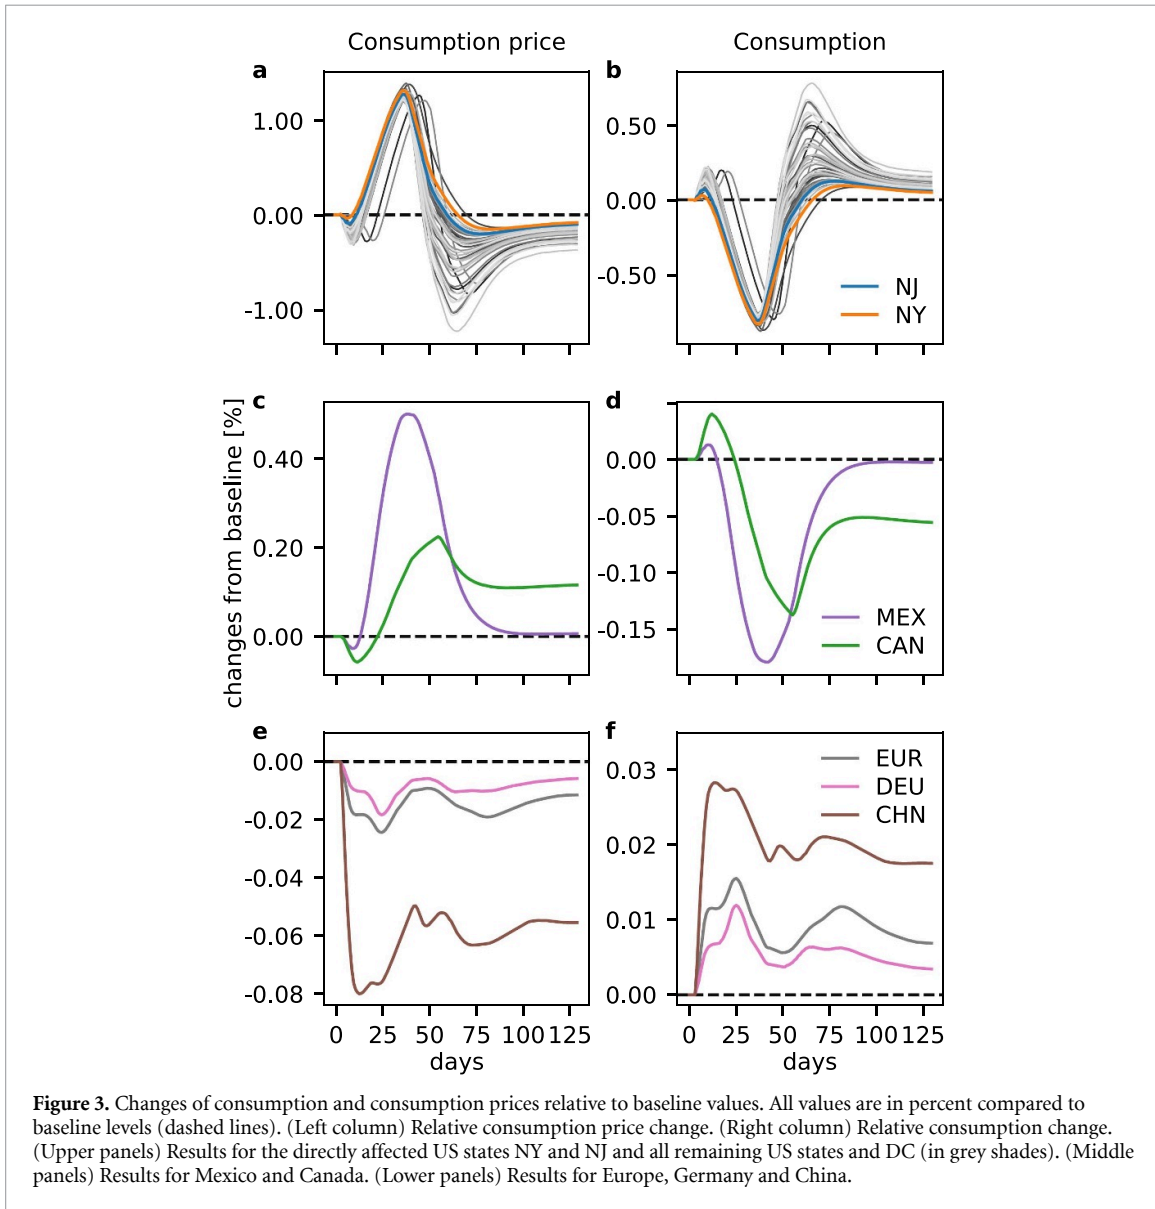 Consumption price
Consumption
a
b
1.00
0.00
-1.00
0.50
0.00
-0.50
NJ
NY
changes from baseline [%]
c
d
0.40
0.20
0.00
0.00
-0.05
-0.10
-0.15
MEX
CAN
e
f
0.00
-0.02
-0.04
-0.06
-0.08
0.03
0.02
0.01
0.00
EUR
DEU
CHN
0 25 50 75 100 125
0 25 50 75 100 125
days
days
Figure 3. Changes of consumption and consumption prices relative to baseline values. All values are in percent compared to
baseline levels (dashed lines). (Left column) Relative consumption price change. (Right column) Relative consumption change.
(Upper panels) Results for the directly affected US states NY and NJ and all remaining US states and DC (in grey shades). (Middle
panels) Results for Mexico and Canada. (Lower panels) Results for Europe, Germany and China.